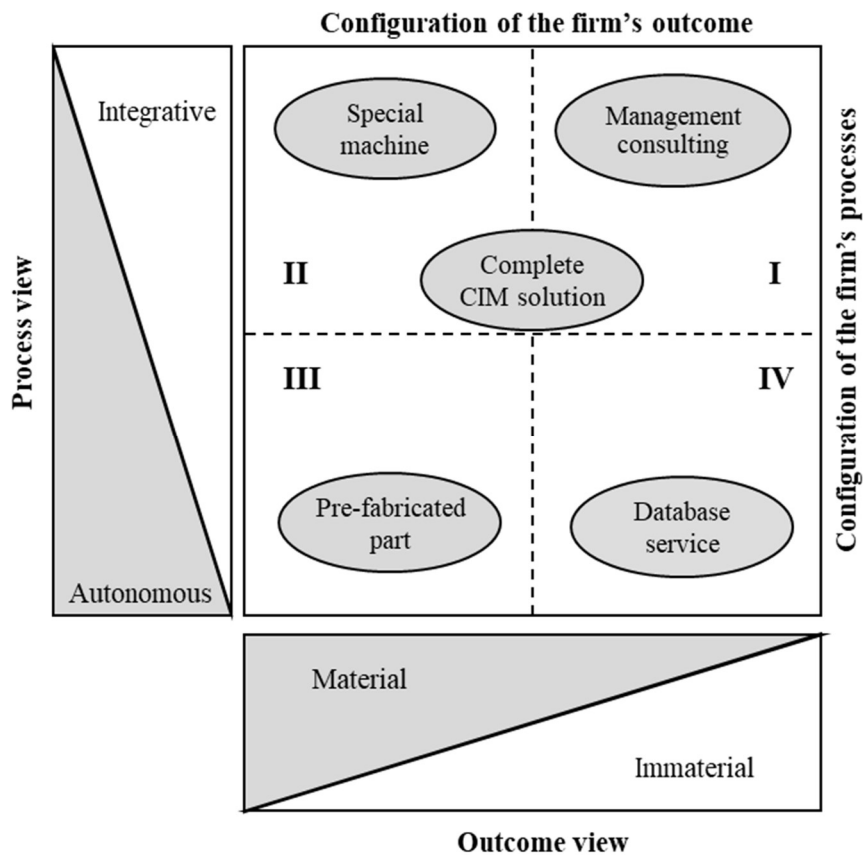 Configuration of the firm’s outcome
Integrative
Special
machine
Management
consulting
Process view
Configuration of the firm’s processes
II
Complete
CIM solution
I
III
IV
Pre-fabricated
part
Database
service
Autonomous
Material
Immaterial
Outcome view